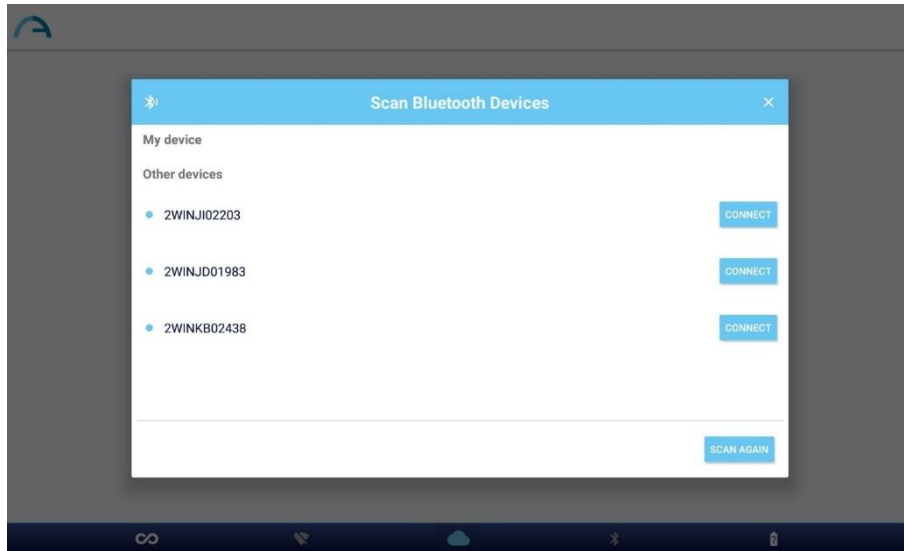 Scan Bluetooth Devices
My device
Other devices
2WINJI02203
CONNECT
2WINJD01983
CONNECT
2WINKB02438
CONNECT
SCAN AGAIN